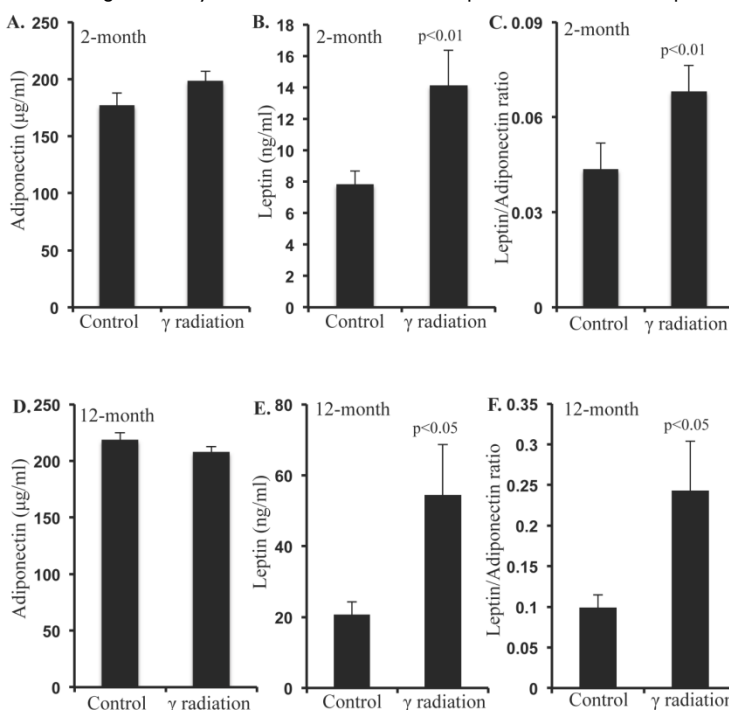 A.
2-month
Adiponectin (µg/ml)
250
200
150
100
50
0
Control γ radiation
B.
2-month
p<0.01
Leptin (ng/ml)
18
16
14
12
10
8
6
4
2
0
Control γ radiation
C.
2-month
p<0.01
Leptin/Adiponectin ratio
0.09
0.06
0.03
0
Control γ radiation
D.
12-month
Adiponectin (µg/ml)
250
200
150
100
50
0
Control γ radiation
E.
12-month
p<0.05
Leptin (ng/ml)
80
60
40
20
0
Control γ radiation
F.
12-month
p<0.05
Leptin/Adiponectin ratio
0.35
0.3
0.25
0.2
0.15
0.1
0.05
0
Control γ radiation